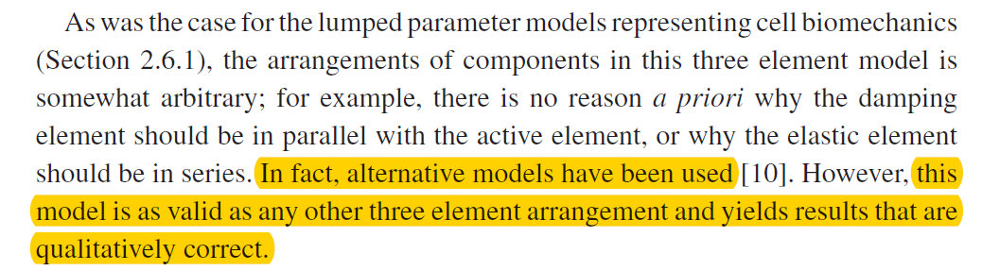 As was the case for the lumped parameter models representing cell biomechanics
(Section 2.6.1), the arrangements of components in this three element model is
somewhat arbitrary; for example, there is no reason a priori why the damping
element should be in parallel with the active element, or why the elastic element
should be in series. In fact, alternative models have been used [10]. However, this
model is as valid as any other three element arrangement and yields results that are
qualitatively correct.